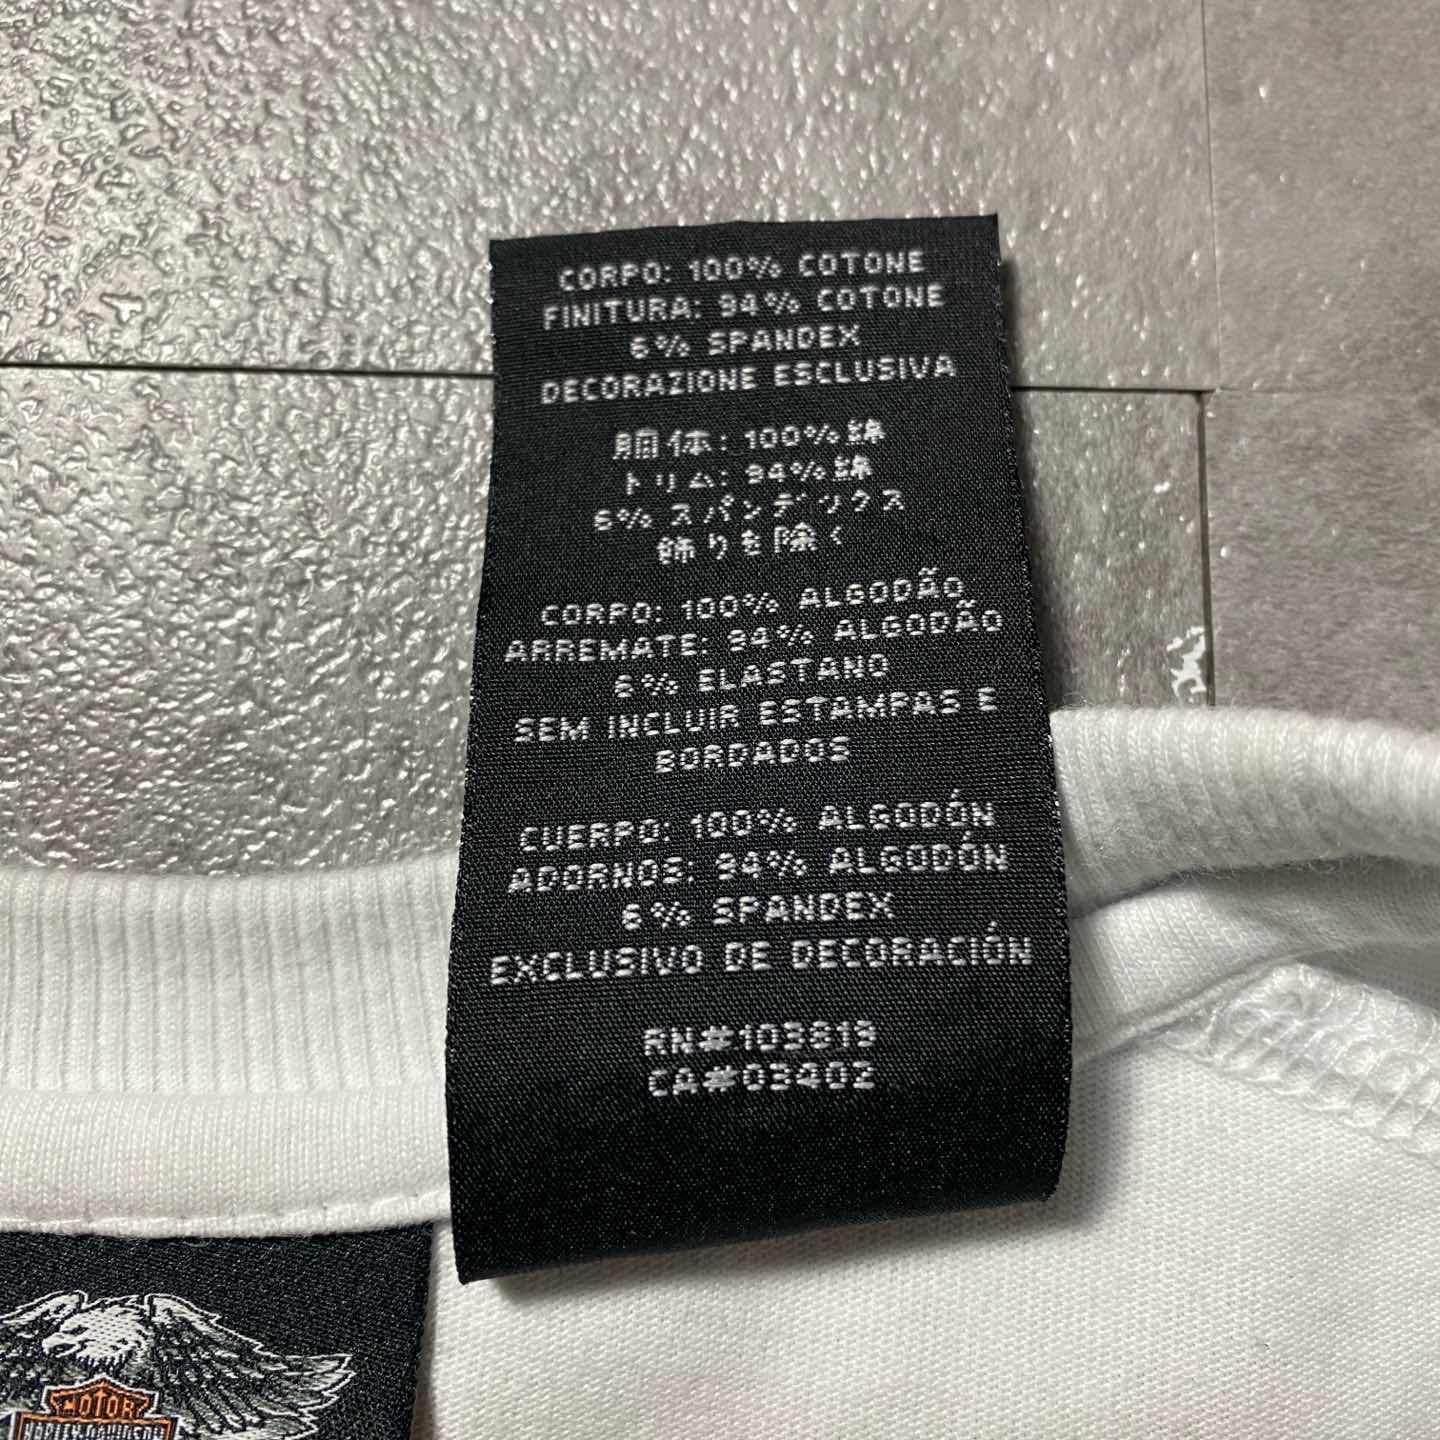 CORPO: 100% COTONE
FINITURA: 94% COTONE
6% SPANDEX
DECORAZIONE ESCLUSIVA
胴体: 100%綿
トリム: 94%綿
6% スパンデックス
飾りを除く
CORPO: 100% ALGODÃO
ARREMATE: 94% ALGODÃO
6% ELASTANO
SEM INCLUIR ESTAMPAS E
BORDADOS
CUERPO: 100% ALGODÓN
ADORNOS: 94% ALGODÓN
6% SPANDEX
EXCLUSIVO DE DECORACIÓN
RN#103819
CA#03402
MOTOR
HARLEY-DAVIDSON